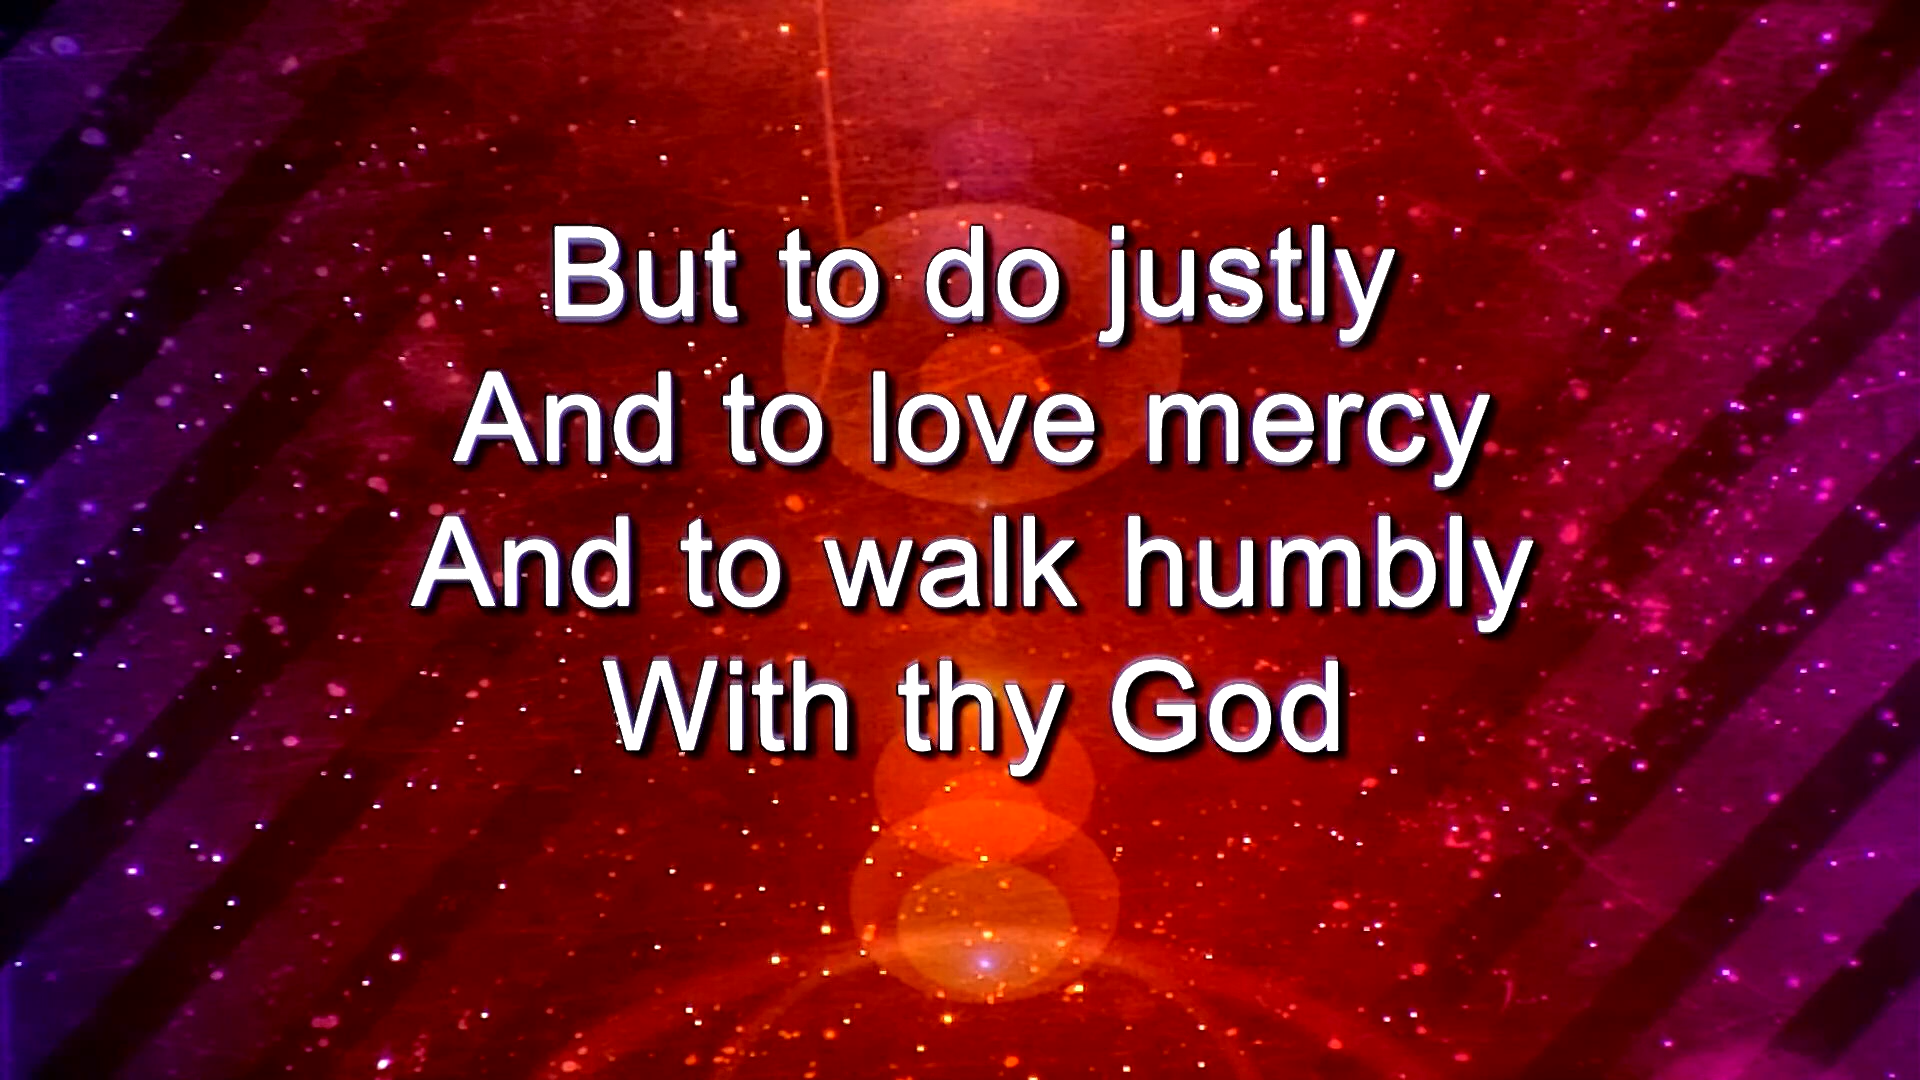 But to do justly
And to love mercy
And to walk humbly
With thy God